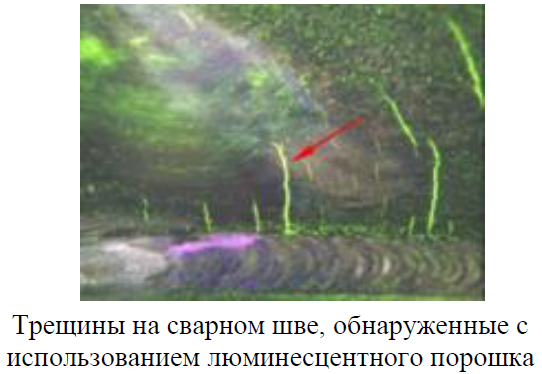 Трещины на сварном шве, обнаруженные с
использованием люминесцентного порошка